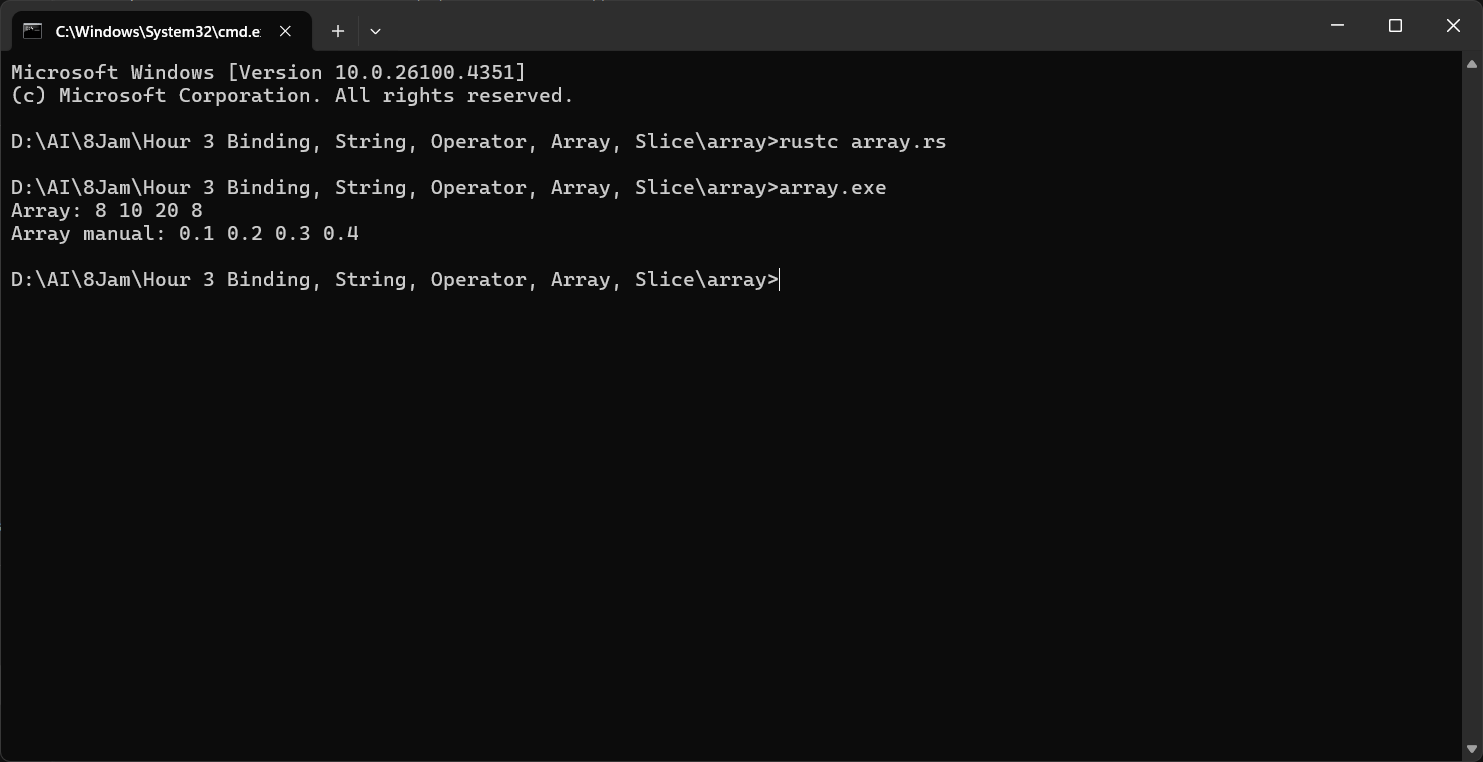 C:\Windows\System32\cmd.e
Microsoft Windows [Version 10.0.26100.4351]
(c) Microsoft Corporation. All rights reserved.
D:\AI\8Jam\Hour 3 Binding, String, Operator, Array, Slice\array>rustc array.rs
D:\AI\8Jam\Hour 3 Binding, String, Operator, Array, Slice\array>array.exe
Array: 8 10 20 8
Array manual: 0.1 0.2 0.3 0.4
D:\AI\8Jam\Hour 3 Binding, String, Operator, Array, Slice\array>